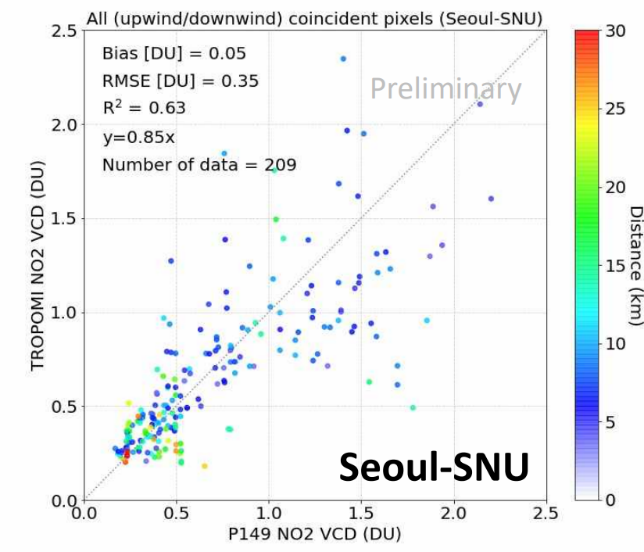 All (upwind/downwind) coincident pixels (Seoul-SNU)
Bias [DU] = 0.05
RMSE [DU] = 0.35
R² = 0.63
y=0.85x
Number of data = 209
Preliminary
Seoul-SNU
TROPOMI NO2 VCD (DU)
2.5
2.0
1.5
1.0
0.5
0.0
0.0 0.5 1.0 1.5 2.0 2.5
P149 NO2 VCD (DU)
30
25
20
15
10
5
0
Distance (km)